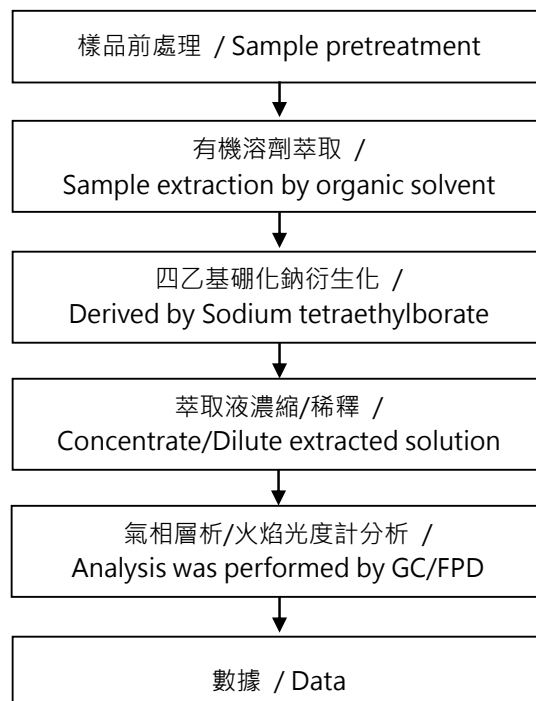 樣品前處理 / Sample pretreatment
有機溶劑萃取 /
Sample extraction by organic solvent
四乙基硼化鈉衍生化 /
Derived by Sodium tetraethylborate
萃取液濃縮/稀釋 /
Concentrate/Dilute extracted solution
氣相層析/火焰光度計分析 /
Analysis was performed by GC/FPD
數據 / Data